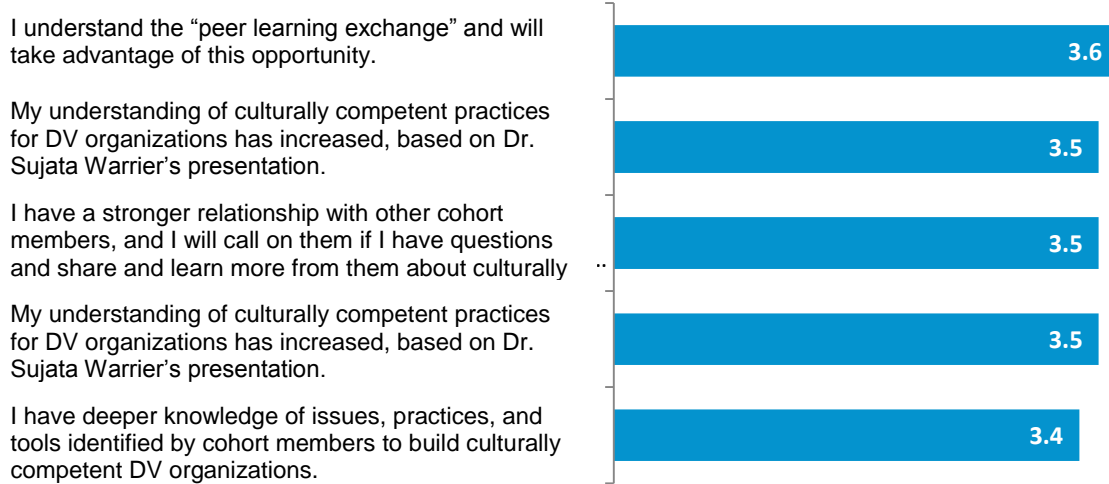 I understand the “peer learning exchange” and will
take advantage of this opportunity.
3.6
My understanding of culturally competent practices
for DV organizations has increased, based on Dr.
Sujata Warrier’s presentation.
3.5
I have a stronger relationship with other cohort
members, and I will call on them if I have questions
and share and learn more from them about culturally ..
3.5
My understanding of culturally competent practices
for DV organizations has increased, based on Dr.
Sujata Warrier’s presentation.
3.5
I have deeper knowledge of issues, practices, and
tools identified by cohort members to build culturally
competent DV organizations.
3.4